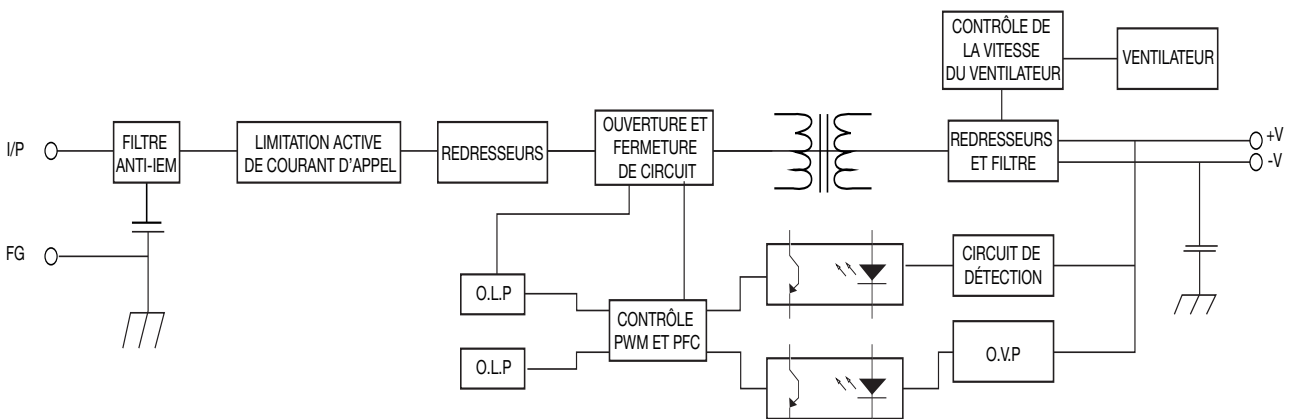 CONTRÔLE DE
LA VITESSE
DU VENTILATEUR
VENTILATEUR
I/P
FILTRE
ANTI-IEM
LIMITATION ACTIVE
DE COURANT D'APPEL
REDRESSEURS
OUVERTURE ET
FERMETURE
DE CIRCUIT
REDRESSEURS
ET FILTRE
+V
-V
FG
O.L.P
CONTRÔLE
PWM ET PFC
CIRCUIT DE
DÉTECTION
O.L.P
O.V.P